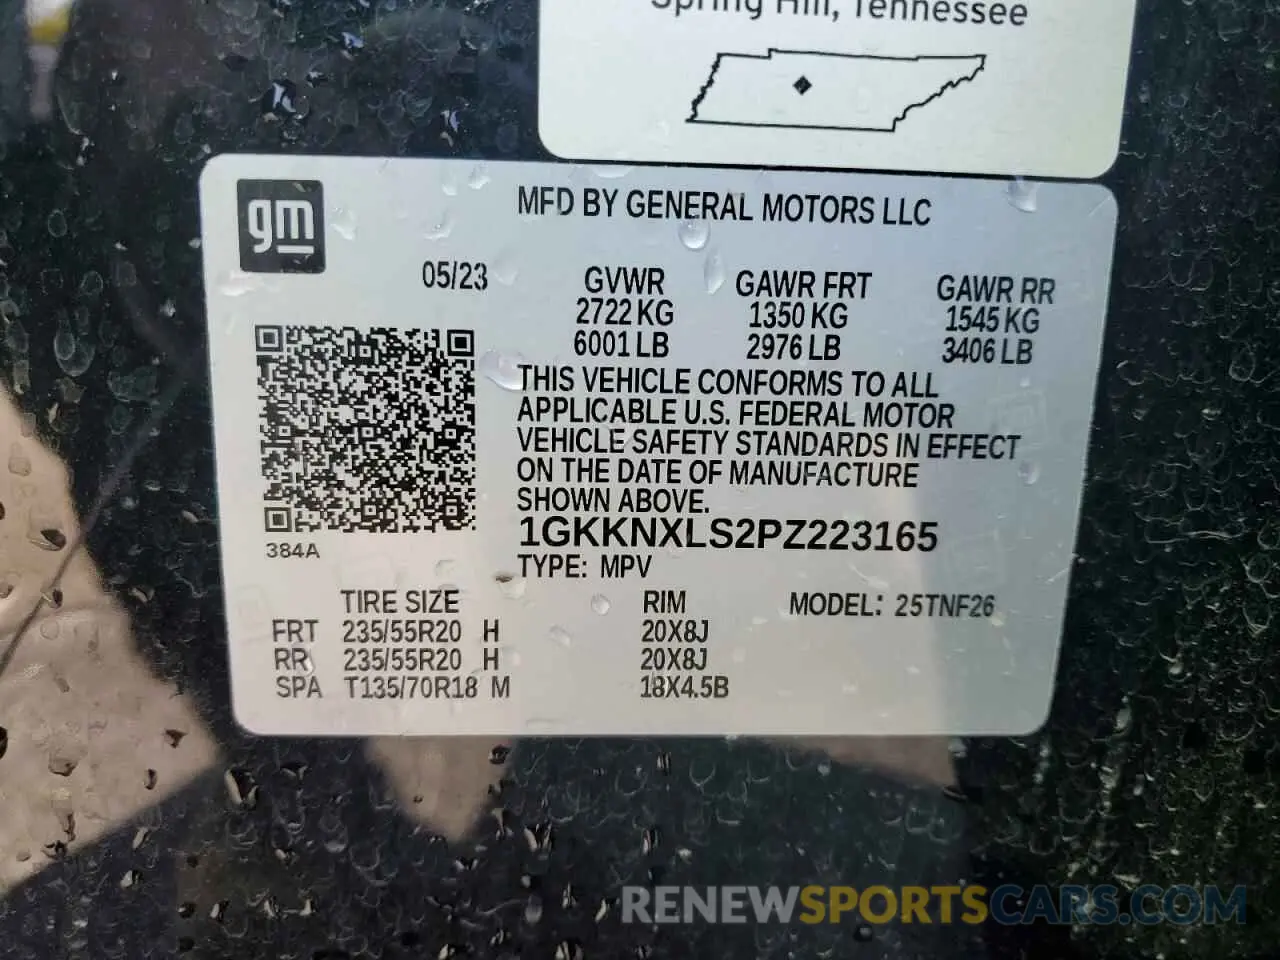 Spring Hill, Tennessee
gm
MFD BY GENERAL MOTORS LLC
05/23
GVWR GAWR FRT GAWR RR
2722 KG 1350 KG 1545 KG
6001 LB 2976 LB 3406 LB
THIS VEHICLE CONFORMS TO ALL
APPLICABLE U.S. FEDERAL MOTOR
VEHICLE SAFETY STANDARDS IN EFFECT
ON THE DATE OF MANUFACTURE
SHOWN ABOVE.
1GKKNXLS2PZ223165
384A
TYPE: MPV
TIRE SIZE RIM MODEL: 25TNF26
FRT 235/55R20 H 20X8J
RR 235/55R20 H 20X8J
SPA T135/70R18 M 18X4.5B
RENEWSPORTSCARS.COM